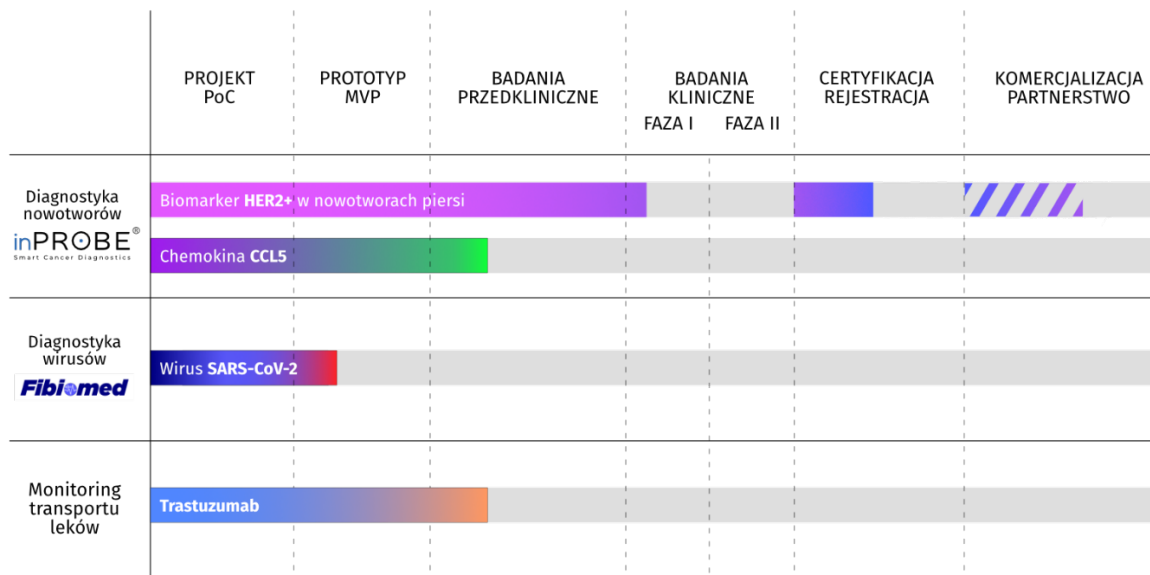 PROJEKT
PoC
PROTOTYP
MVP
BADANIA
PRZEDKLINICZNE
BADANIA
KLINICZNE
FAZA I
FAZA II
CERTYFIKACJA
REJESTRACJA
KOMERCJALIZACJA
PARTNERSTWO
Diagnostyka
nowotworów
inPROBE®
Smart Cancer Diagnostics
Biomarker HER2+ w nowotworach piersi
Chemokina CCL5
Diagnostyka
wirusów
Fibiomed
Wirus SARS-CoV-2
Monitoring
transportu
leków
Trastuzumab